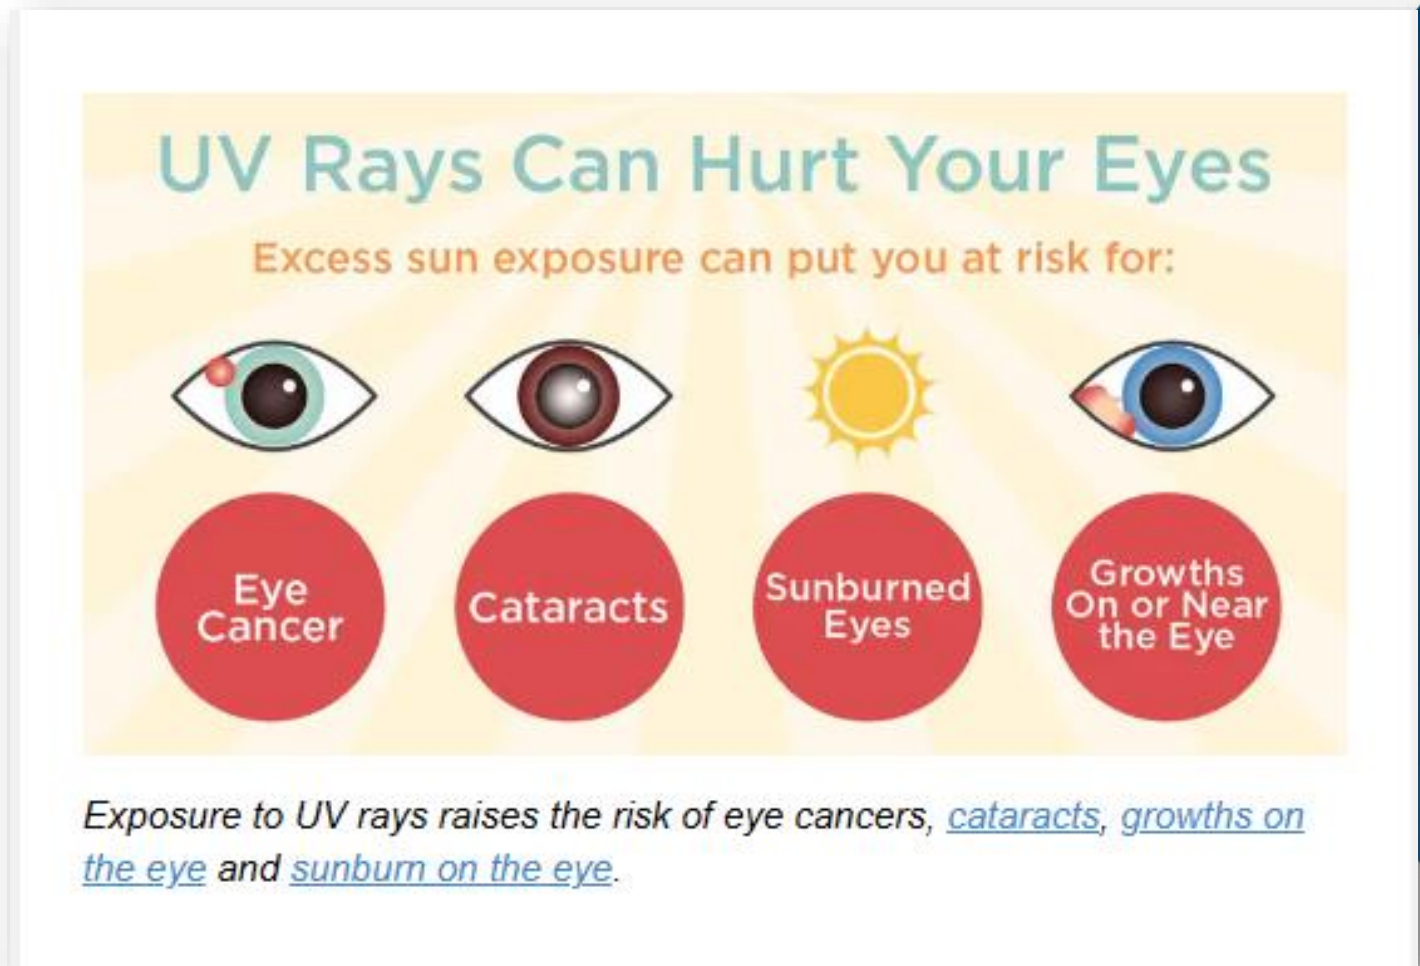 UV Rays Can Hurt Your Eyes
Excess sun exposure can put you at risk for:
Eye
Cancer
Cataracts
Sunburned
Eyes
Growths
On or Near
the Eye
Exposure to UV rays raises the risk of eye cancers, cataracts, growths on
the eye and sunburn on the eye.